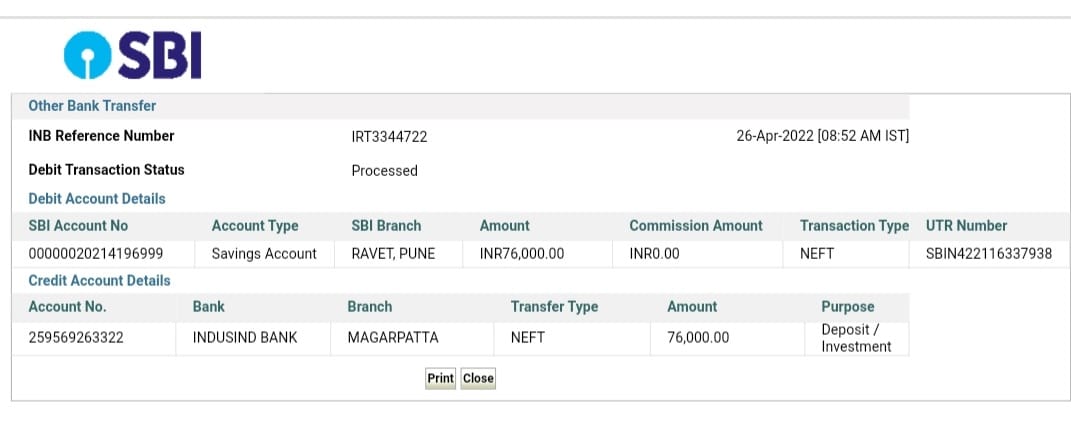 SBI
Other Bank Transfer
INB Reference Number IRT3344722 26-Apr-2022 [08:52 AM IST]
Debit Transaction Status Processed
Debit Account Details
SBI Account No Account Type SBI Branch Amount Commission Amount Transaction Type UTR Number
00000020214196999 Savings Account RAVET, PUNE INR76,000.00 INR0.00 NEFT SBIN422116337938
Credit Account Details
Account No. Bank Branch Transfer Type Amount Purpose
259569263322 INDUSIND BANK MAGARPATTA NEFT 76,000.00 Deposit /
Investment
Print Close